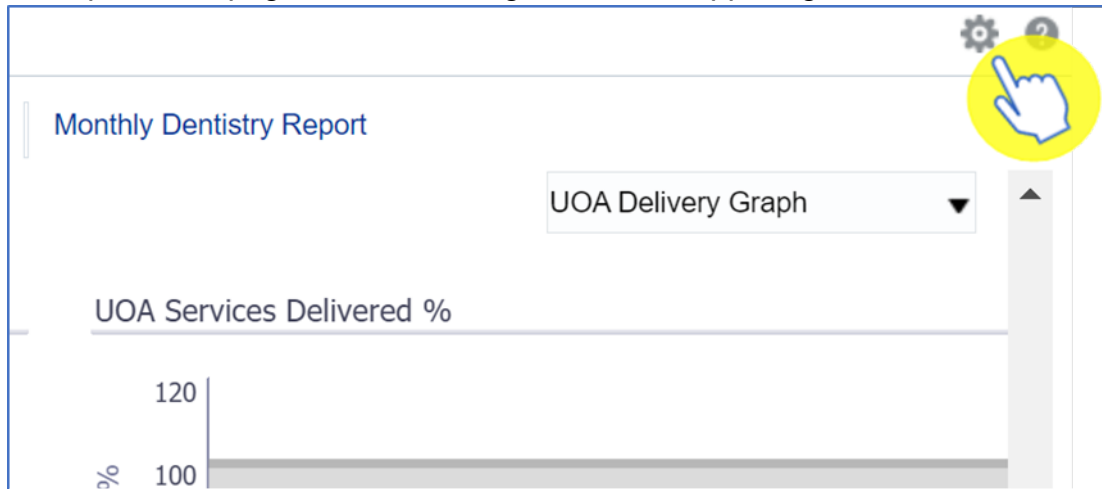 ?
Monthly Dentistry Report
UOA Delivery Graph
UOA Services Delivered %
120
100
%